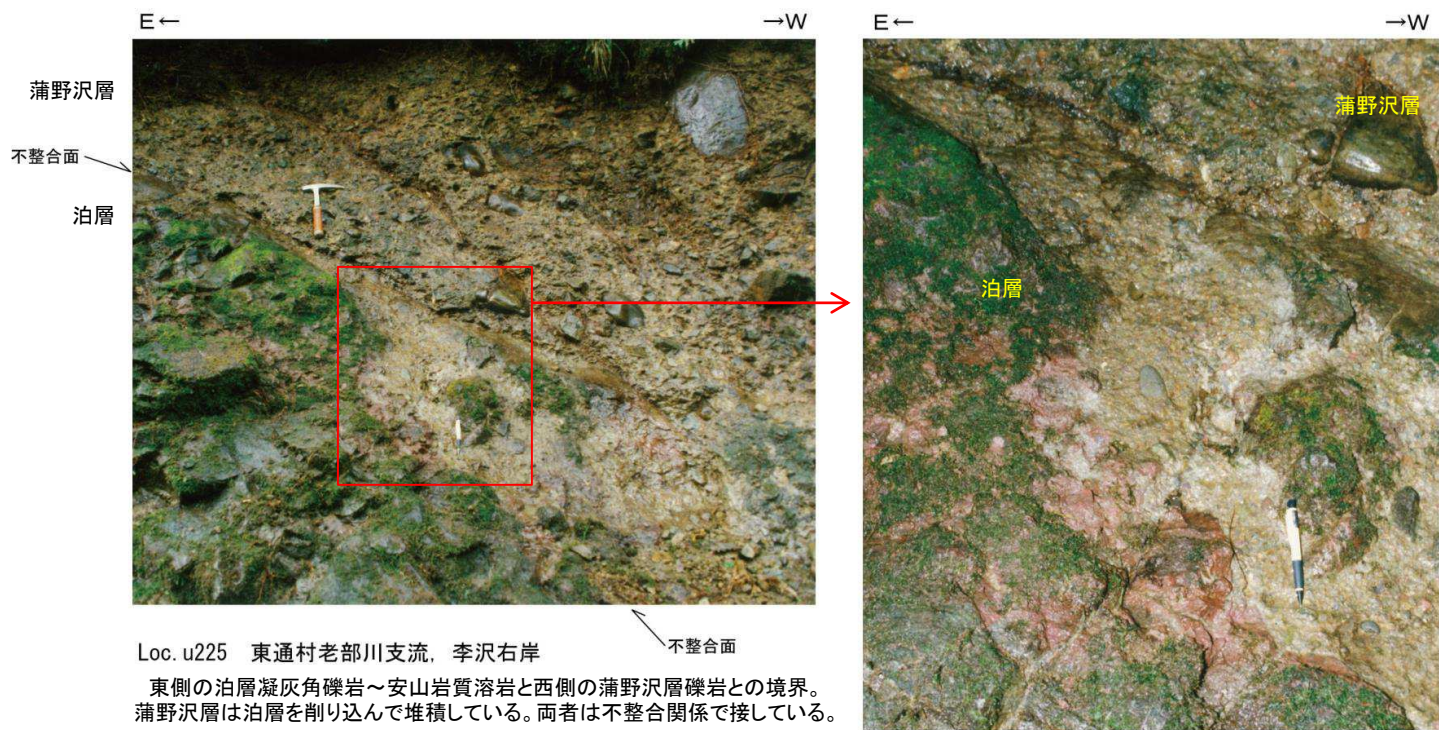 E← →W
E← →W
蒲野沢層
蒲野沢層
不整合面
泊層
泊層
不整合面
Loc. u225 東通村老部川支流, 李沢右岸
東側の泊層凝灰角礫岩～安山岩質溶岩と西側の蒲野沢層礫岩との境界。
蒲野沢層は泊層を削り込んで堆積している。両者は不整合関係で接している。